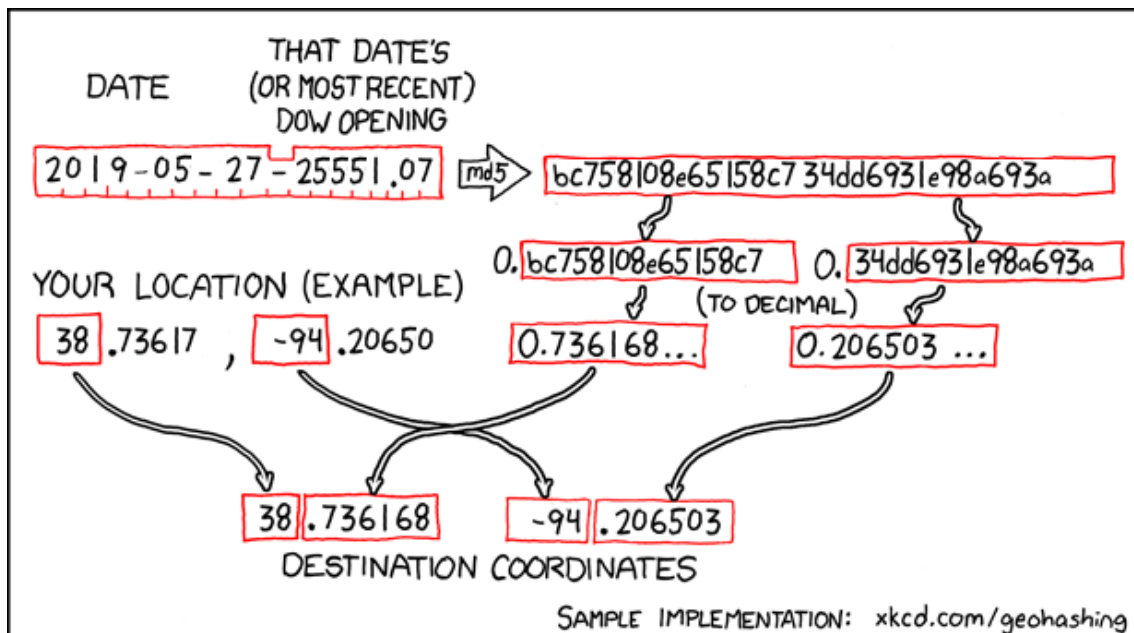 DATE
THAT DATE'S
(OR MOST RECENT)
DOW OPENING
2019-05-27-25551.07
md5
bc758108e65158c734dd6931e98a693a
0.bc758108e65158c7
0.34dd6931e98a693a
YOUR LOCATION (EXAMPLE)
(TO DECIMAL)
38.73617, -94.20650
0.736168...
0.206503...
38.736168
-94.206503
DESTINATION COORDINATES
SAMPLE IMPLEMENTATION: xkcd.com/geohashing